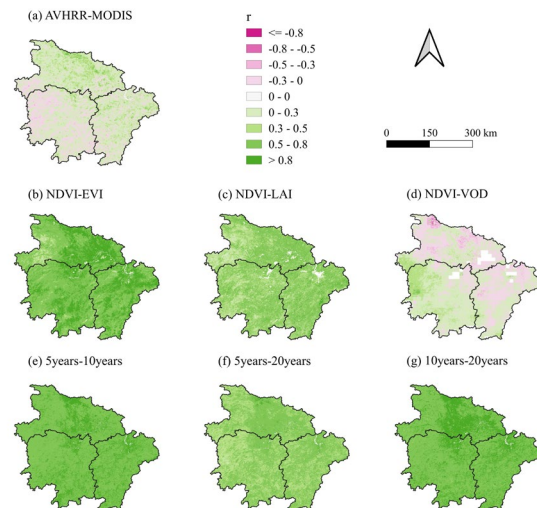 (a) AVHRR-MODIS
r
<= -0.8
-0.8 - -0.5
-0.5 - -0.3
-0.3 - 0
0 - 0
0 - 0.3
0.3 - 0.5
0.5 - 0.8
> 0.8
0 150 300 km
(b) NDVI-EVI
(c) NDVI-LAI
(d) NDVI-VOD
(e) 5years-10years
(f) 5years-20years
(g) 10years-20years